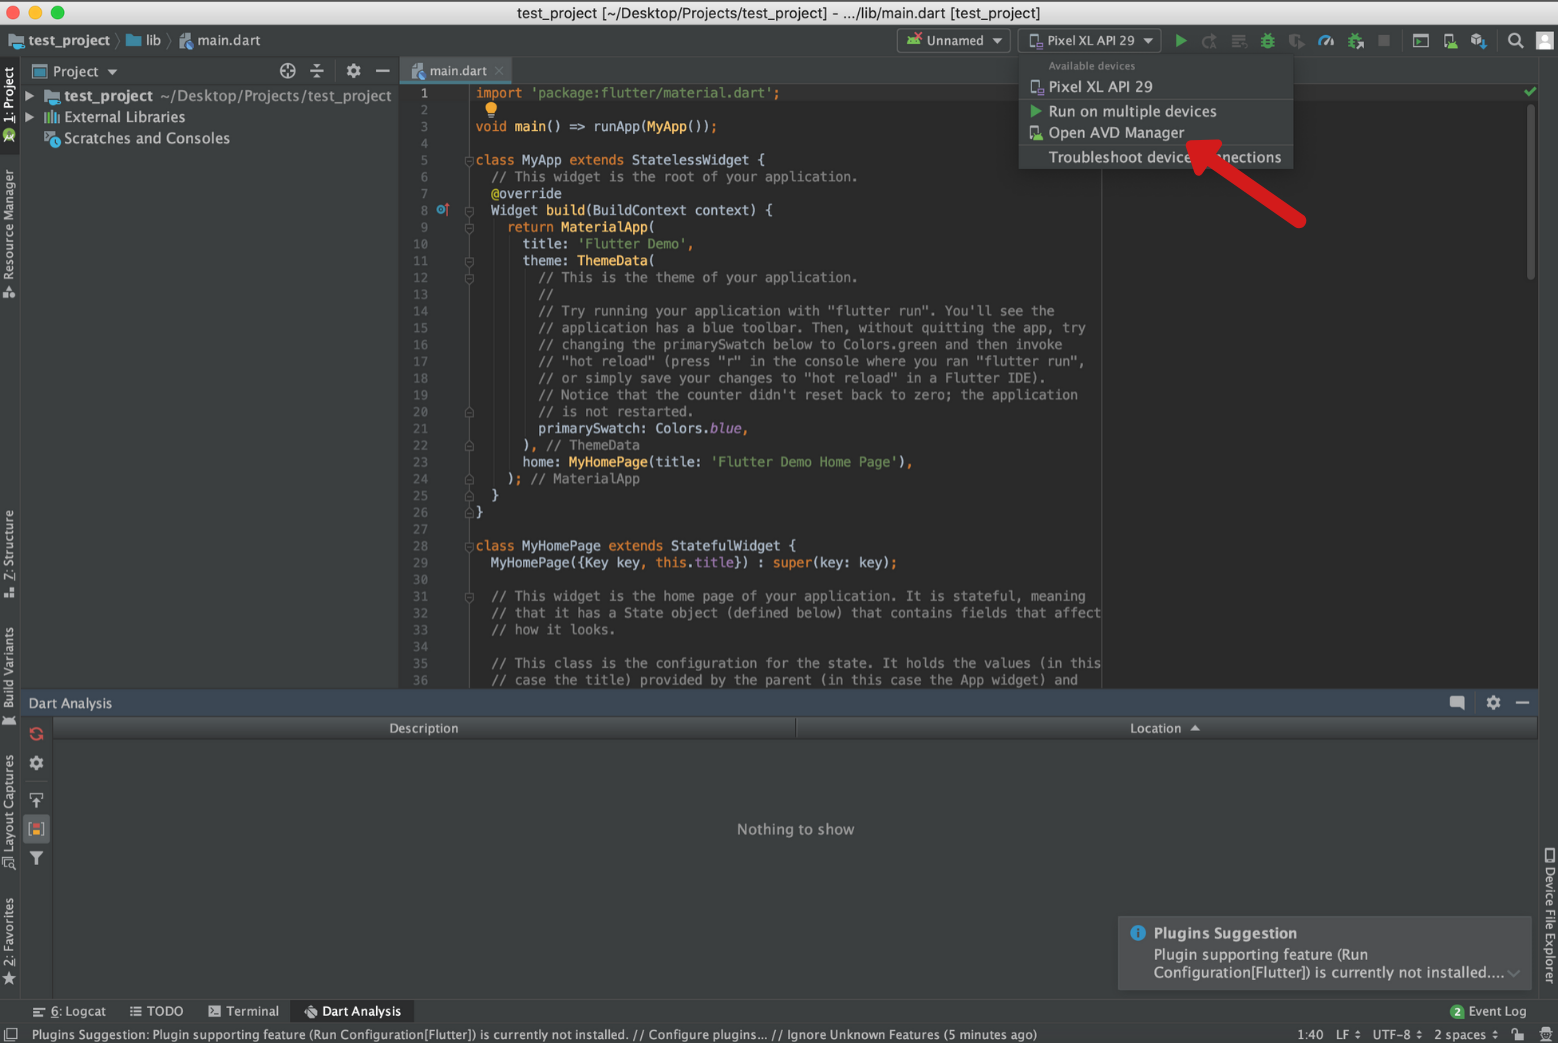 test_project [~/Desktop/Projects/test_project] - .../lib/main.dart [test_project]
test_project
lib
main.dart
Unnamed
Pixel XL API 29
Project
main.dart
Available devices
Pixel XL API 29
Run on multiple devices
Open AVD Manager
Troubleshoot device nnections
test_project ~/Desktop/Projects/test_project
External Libraries
Scratches and Consoles
1: Project
Resource Manager
Z: Structure
Build Variants
Layout Captures
2: Favorites
1 import 'package:flutter/material.dart';
2
3 void main() => runApp(MyApp());
4
5 class MyApp extends StatelessWidget {
6 // This widget is the root of your application.
7 @override
8 Widget build(BuildContext context) {
9 return MaterialApp(
10 title: 'Flutter Demo',
11 theme: ThemeData(
12 // This is the theme of your application.
13 //
14 // Try running your application with "flutter run". You'll see the
15 // application has a blue toolbar. Then, without quitting the app, try
16 // changing the primarySwatch below to Colors.green and then invoke
17 // "hot reload" (press "r" in the console where you ran "flutter run",
18 // or simply save your changes to "hot reload" in a Flutter IDE).
19 // Notice that the counter didn't reset back to zero; the application
20 // is not restarted.
21 primarySwatch: Colors.blue,
22 ), // ThemeData
23 home: MyHomePage(title: 'Flutter Demo Home Page'),
24 ); // MaterialApp
25 }
26 }
27
28 class MyHomePage extends StatefulWidget {
29 MyHomePage({Key key, this.title}) : super(key: key);
30
31 // This widget is the home page of your application. It is stateful, meaning
32 // that it has a State object (defined below) that contains fields that affect
33 // how it looks.
34
35 // This class is the configuration for the state. It holds the values (in this
36 // case the title) provided by the parent (in this case the App widget) and
Dart Analysis
Description
Location
Nothing to show
Plugins Suggestion
Plugin supporting feature (Run
Configuration[Flutter]) is currently not installed....
Device File Explorer
6: Logcat
TODO
Terminal
Dart Analysis
2 Event Log
Plugins Suggestion: Plugin supporting feature (Run Configuration[Flutter]) is currently not installed. // Configure plugins... // Ignore Unknown Features (5 minutes ago)
1:40 LF UTF-8 2 spaces